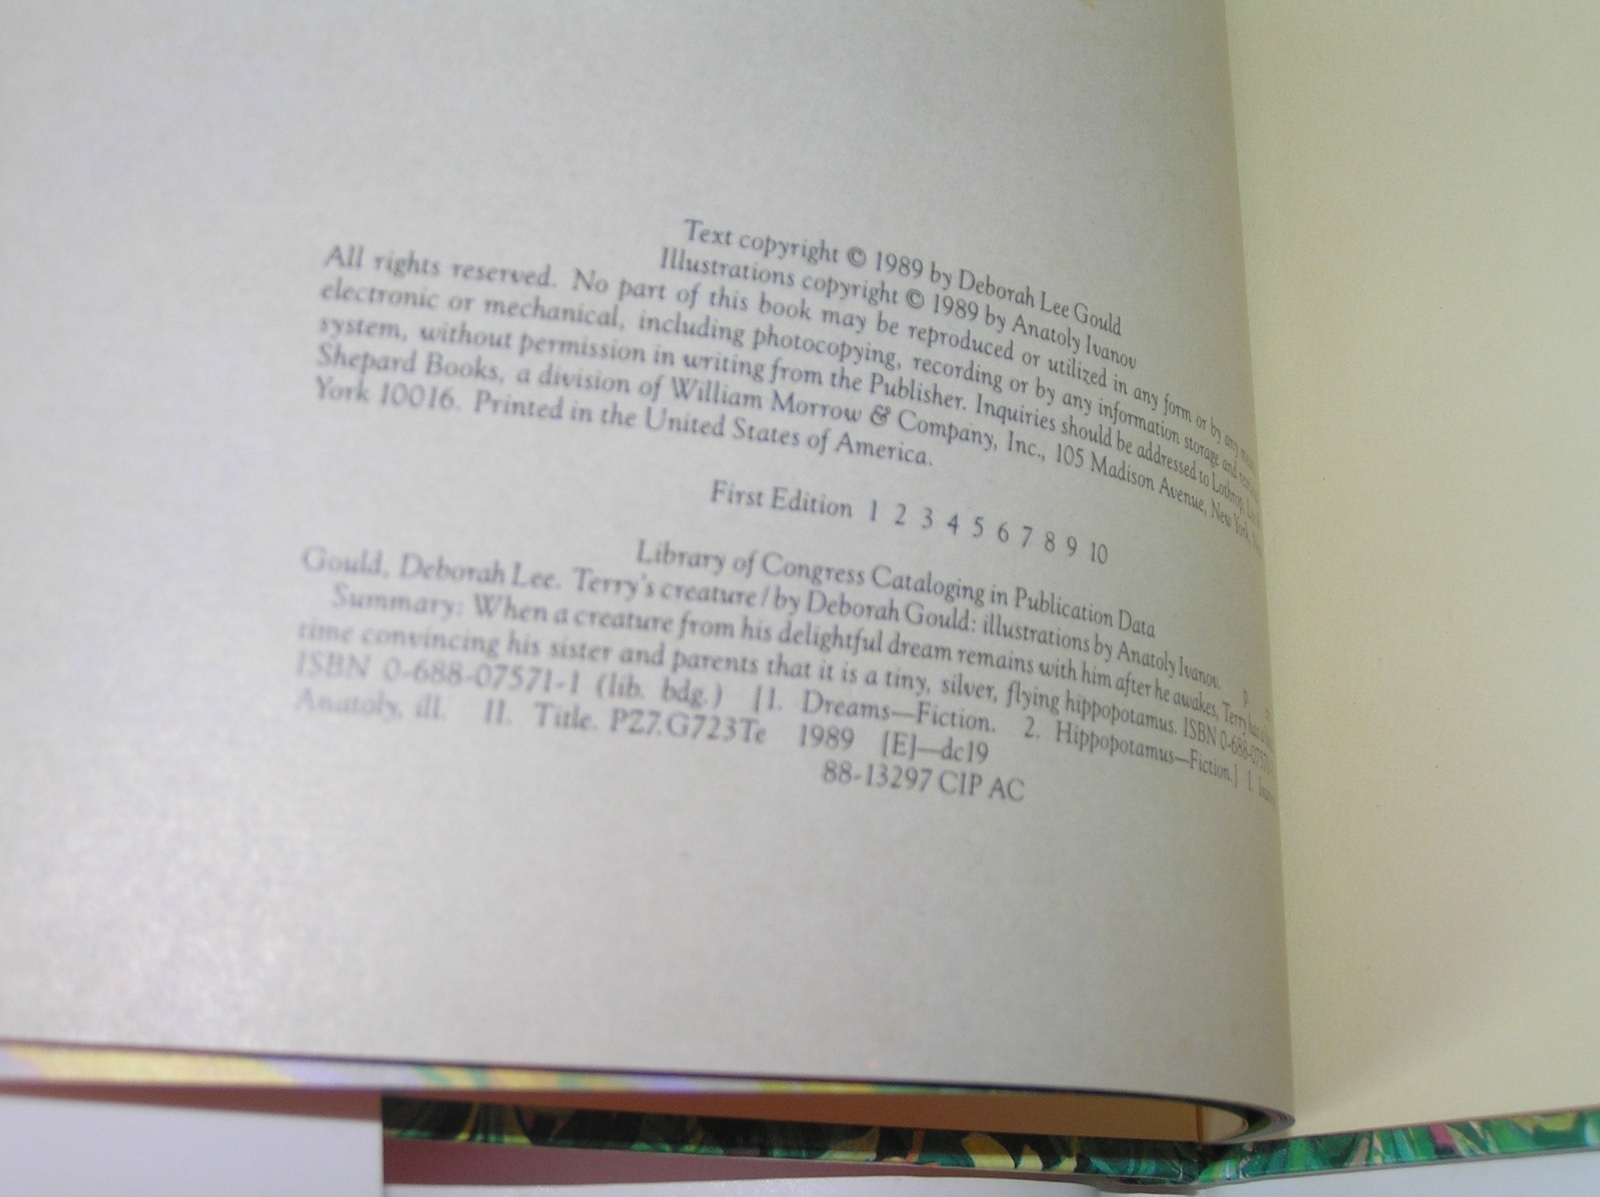 Text copyright © 1989 by Deborah Lee Gould
Illustrations copyright © 1989 by Anatoly Ivanov
All rights reserved. No part of this book may be reproduced or utilized in any form or by any
electronic or mechanical, including photocopying, recording or by any information storage and
system, without permission in writing from the Publisher. Inquiries should be addressed to Lothrop,
Shepard Books, a division of William Morrow & Company, Inc., 105 Madison Avenue, New York,
York 10016. Printed in the United States of America.
First Edition 1 2 3 4 5 6 7 8 9 10
Library of Congress Cataloging in Publication Data
Gould, Deborah Lee. Terry's creature / by Deborah Gould: illustrations by Anatoly Ivanov. p.
Summary: When a creature from his delightful dream remains with him after he awakes, Terry has a
time convincing his sister and parents that it is a tiny, silver, flying hippopotamus. ISBN
ISBN 0-688-07571-1 (lib. bdg.) [1. Dreams—Fiction. 2. Hippopotamus—Fiction.] I.
Anatoly, ill. II. Title. PZ7.G723Te 1989 [E]—dc19
88-13297 CIP AC